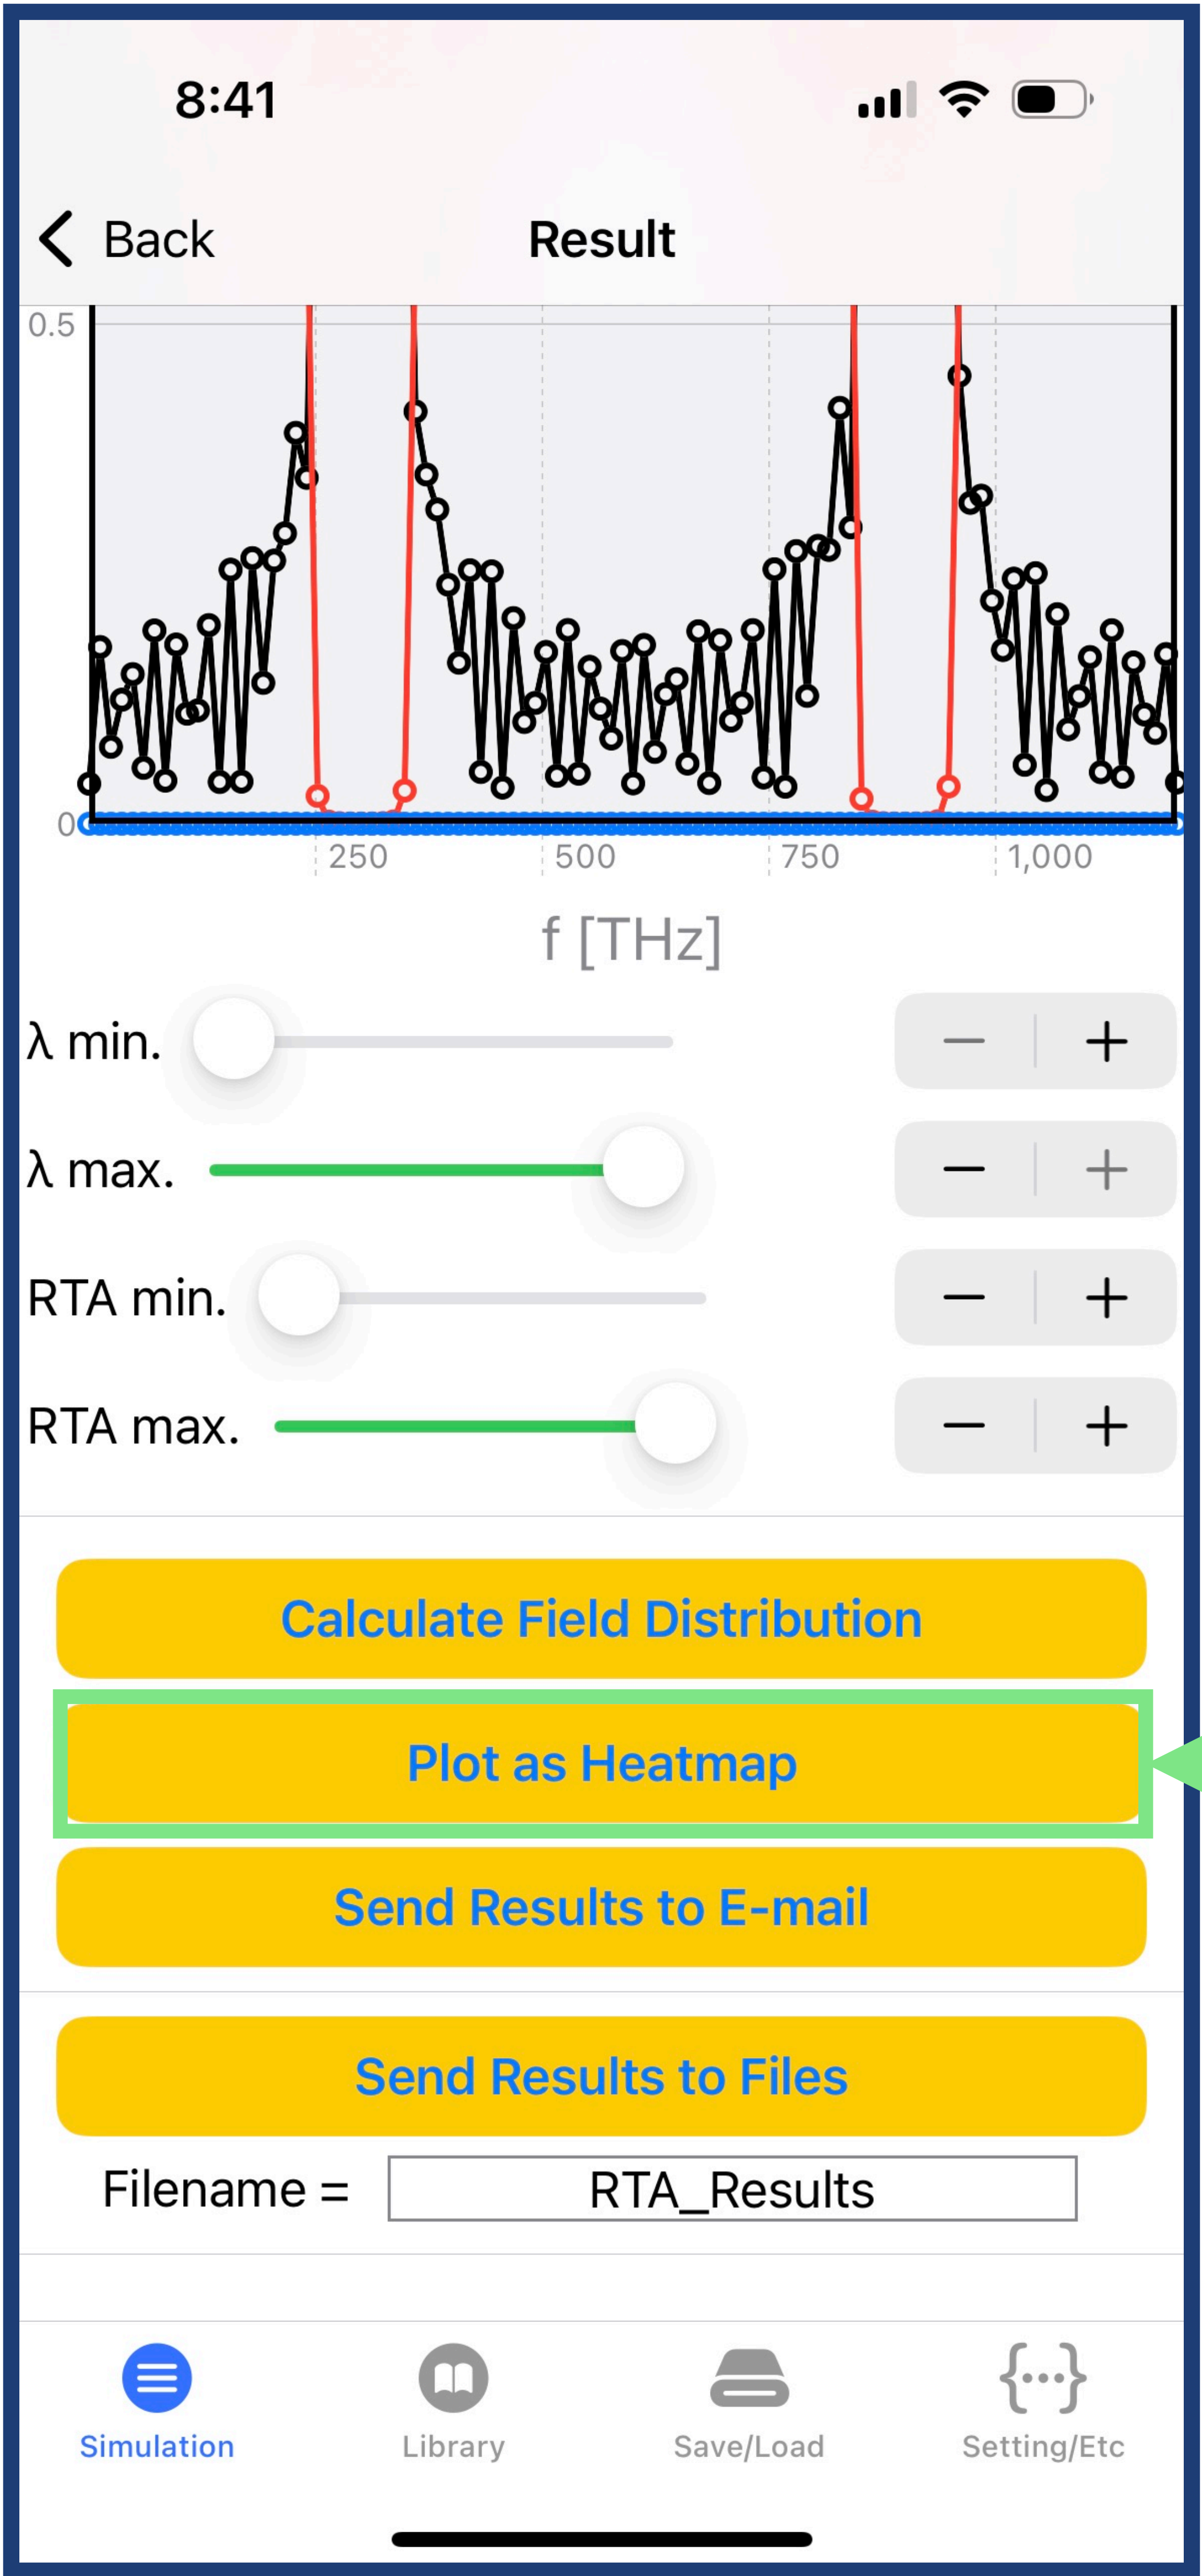 8:41
Back
Result
0.5
0
250 500 750 1,000
f [THz]
λ min.
λ max.
RTA min.
RTA max.
Calculate Field Distribution
Plot as Heatmap
Send Results to E-mail
Send Results to Files
Filename = RTA_Results
Simulation Library Save/Load Setting/Etc